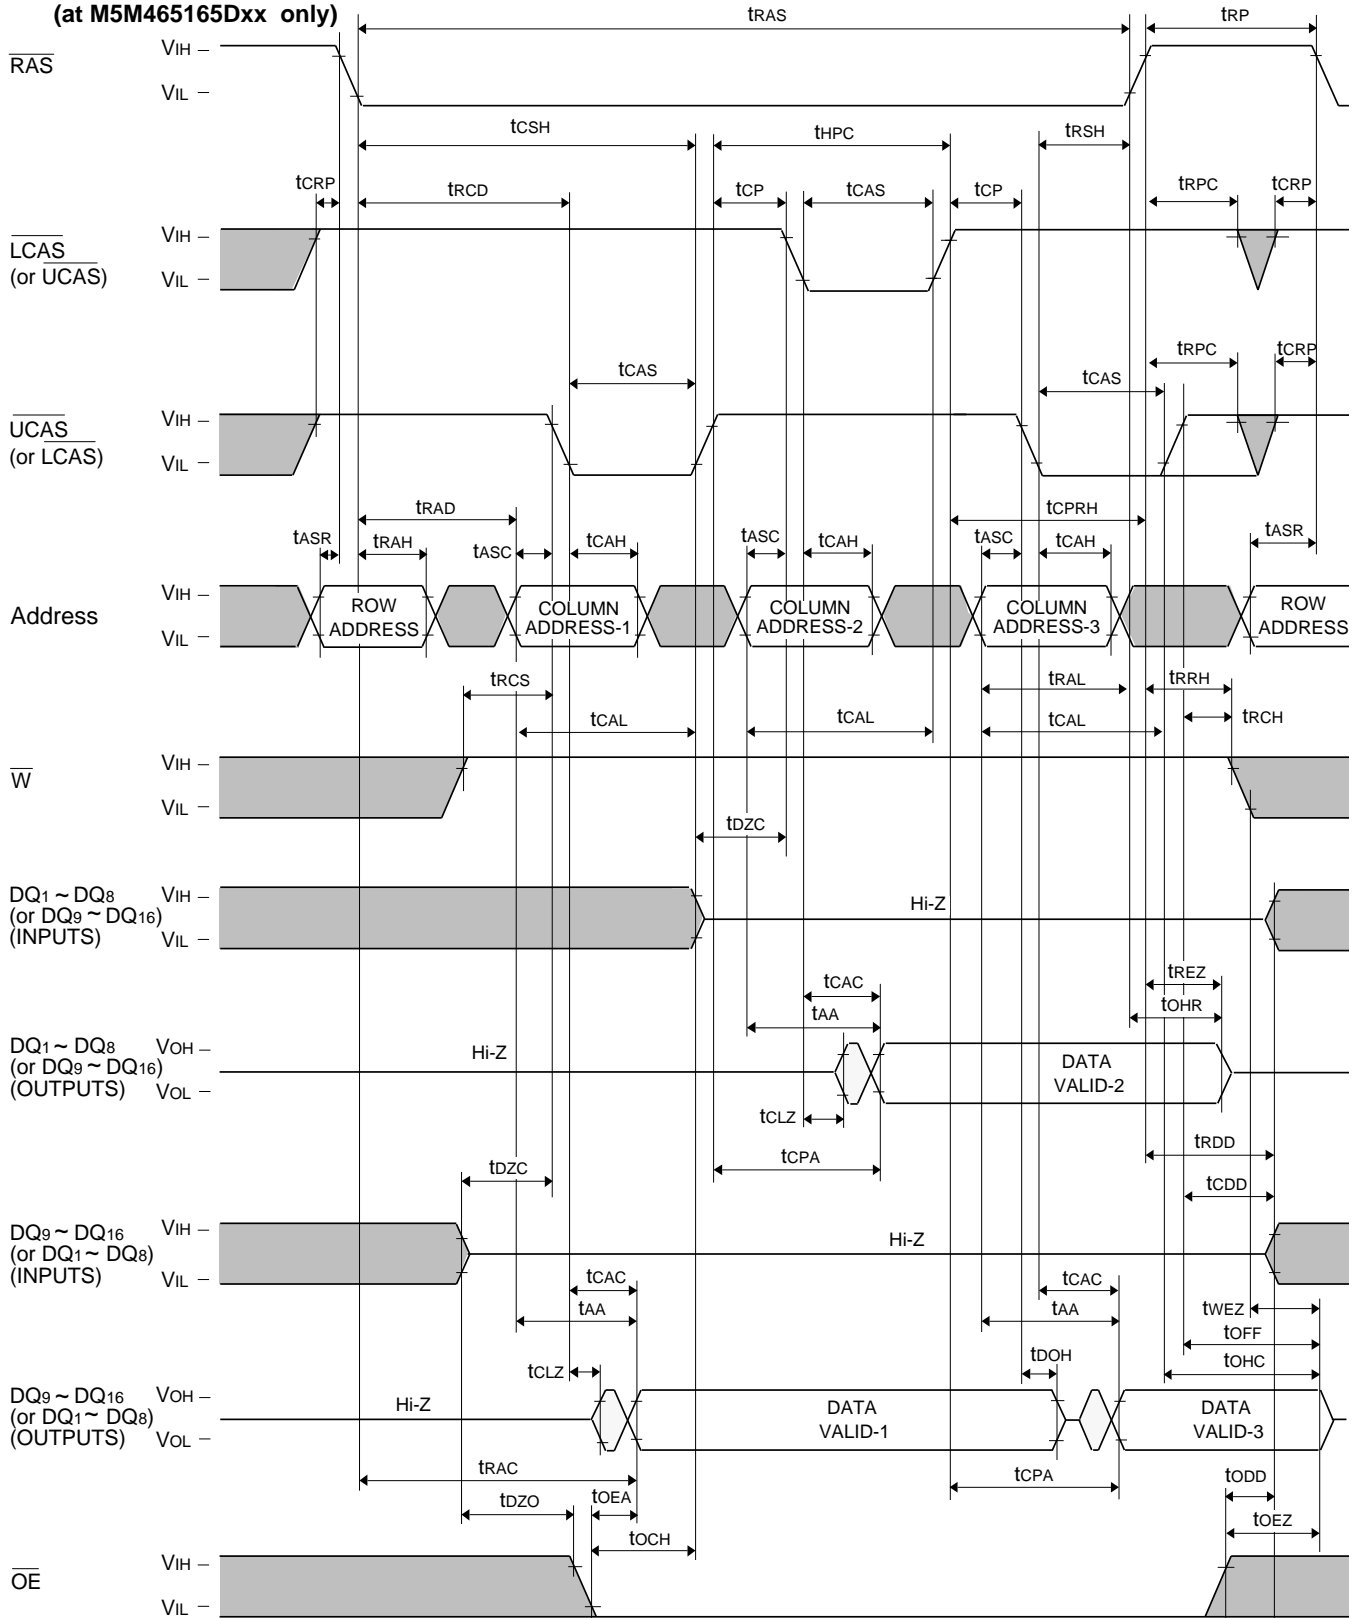 (at M5M465165Dxx only)
tRAS
tRP
RAS
VIH –
VIL –
tCSH
tHPC
tRSH
tCRP
tRCD
tCP
tCAS
tCP
tRPC
tCRP
LCAS
(or UCAS)
VIH –
VIL –
tRPC
tCRP
tCAS
tCAS
UCAS
(or LCAS)
VIH –
VIL –
tRAD
tCPRH
tASR
tRAH
tASC
tCAH
tASC
tCAH
tASC
tCAH
tASR
Address
VIH –
VIL –
ROW
ADDRESS
COLUMN
ADDRESS-1
COLUMN
ADDRESS-2
COLUMN
ADDRESS-3
ROW
ADDRESS
tRCS
tRAL
tRRH
tCAL
tCAL
tCAL
tRCH
W
VIH –
VIL –
tDZC
DQ1 ~ DQ8
(or DQ9 ~ DQ16)
(INPUTS)
VIH –
VIL –
Hi-Z
tREZ
tCAC
tAA
tOHR
DQ1 ~ DQ8
(or DQ9 ~ DQ16)
(OUTPUTS)
VOH –
VOL –
Hi-Z
DATA
VALID-2
tCLZ
tRDD
tCPA
tDZC
tCDD
DQ9 ~ DQ16
(or DQ1 ~ DQ8)
(INPUTS)
VIH –
VIL –
Hi-Z
tCAC
tCAC
tAA
tAA
tWEZ
tOFF
tCLZ
tDOH
tOHC
DQ9 ~ DQ16
(or DQ1 ~ DQ8)
(OUTPUTS)
VOH –
VOL –
Hi-Z
DATA
VALID-1
DATA
VALID-3
tRAC
tCPA
tDZO
tOEA
tODD
tOCH
tOEZ
OE
VIH –
VIL –